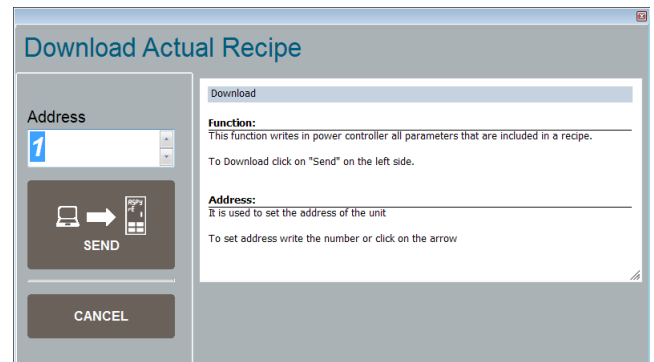 Download Actual Recipe
Address
1
SEND
CANCEL
Download
Function:
This function writes in power controller all parameters that are included in a recipe.
To Download click on "Send" on the left side.
Address:
It is used to set the address of the unit
To set address write the number or click on the arrow